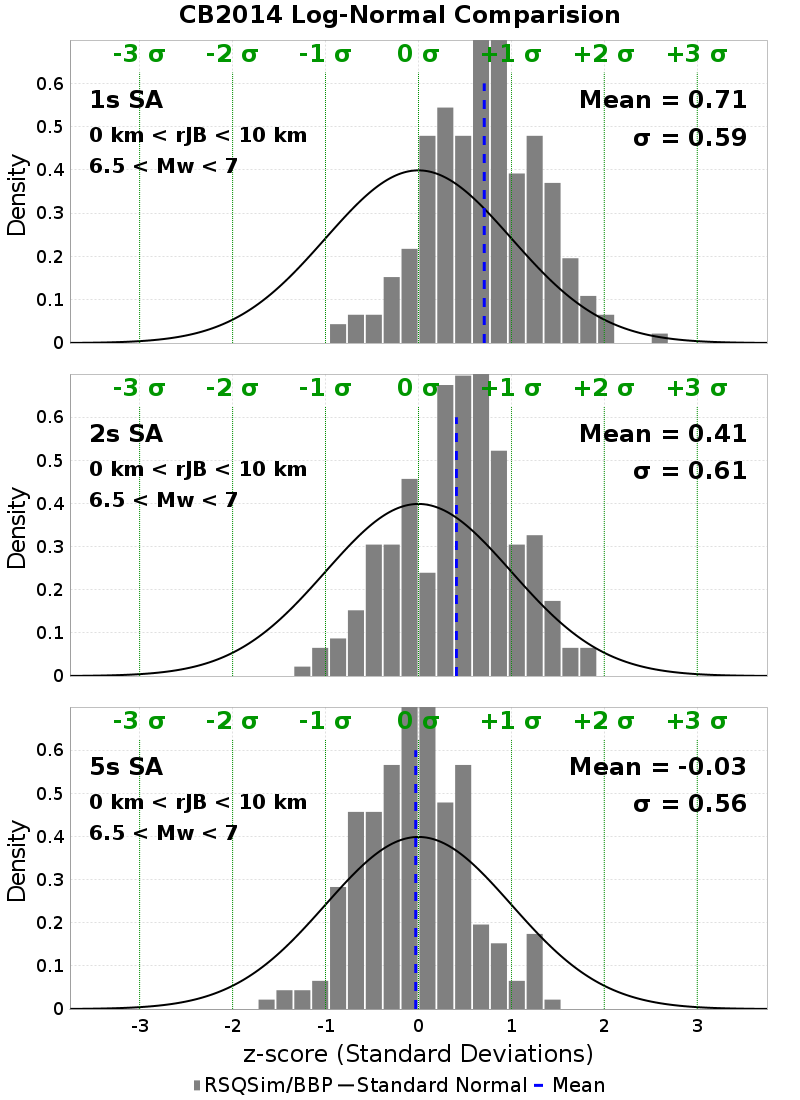 CB2014 Log-Normal Comparision
-3 σ -2 σ -1 σ 0 σ +1 σ +2 σ +3 σ
1s SA
Mean = 0.71
0 km < rJB < 10 km
σ = 0.59
6.5 < Mw < 7
Density
0.6
0.5
0.4
0.3
0.2
0.1
0
-3 σ -2 σ -1 σ 0 σ +1 σ +2 σ +3 σ
2s SA
Mean = 0.41
0 km < rJB < 10 km
σ = 0.61
6.5 < Mw < 7
Density
0.6
0.5
0.4
0.3
0.2
0.1
0
-3 σ -2 σ -1 σ 0 σ +1 σ +2 σ +3 σ
5s SA
Mean = -0.03
0 km < rJB < 10 km
σ = 0.56
6.5 < Mw < 7
Density
0.6
0.5
0.4
0.3
0.2
0.1
0
-3 -2 -1 0 1 2 3
z-score (Standard Deviations)
RSQSim/BBP Standard Normal Mean